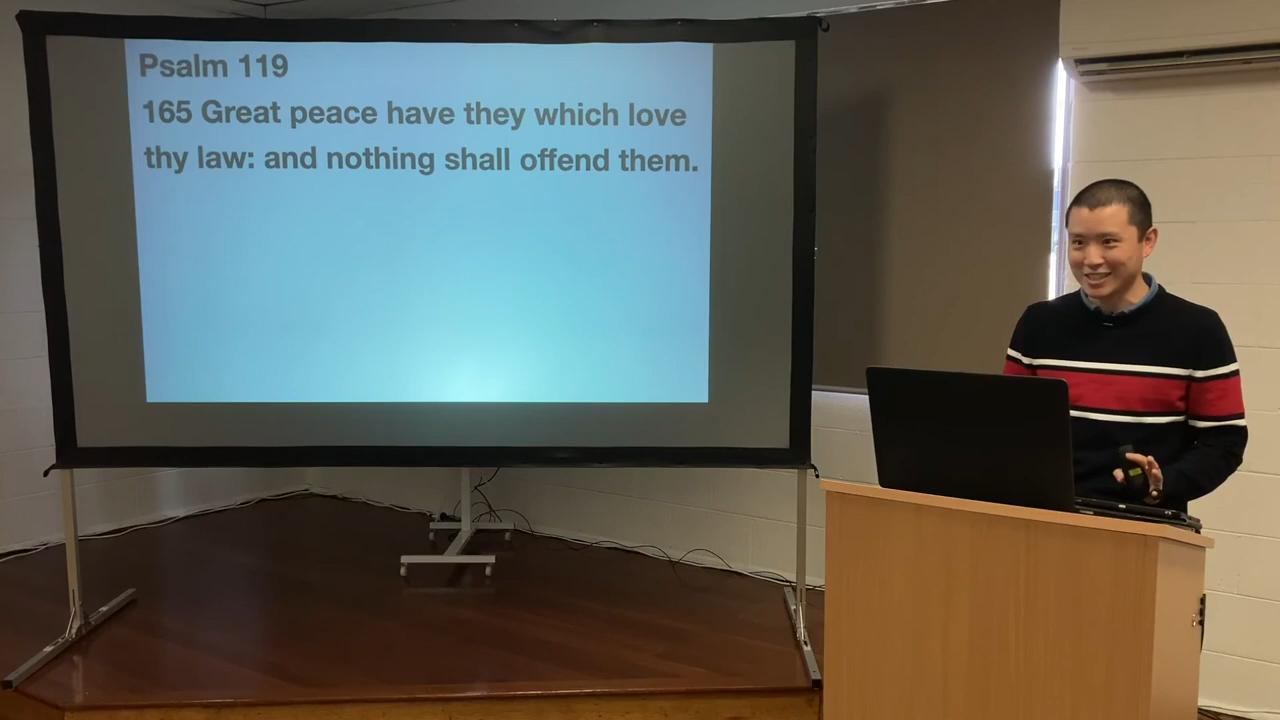 Psalm 119
165 Great peace have they which love
thy law: and nothing shall offend them.